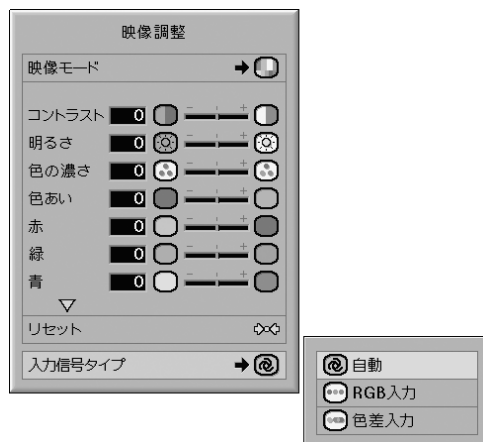 映像調整
映像モード
コントラスト 0
明るさ 0
色の濃さ 0
色あい 0
赤 0
緑 0
青 0
リセット
入力信号タイプ
自動
RGB入力
色差入力